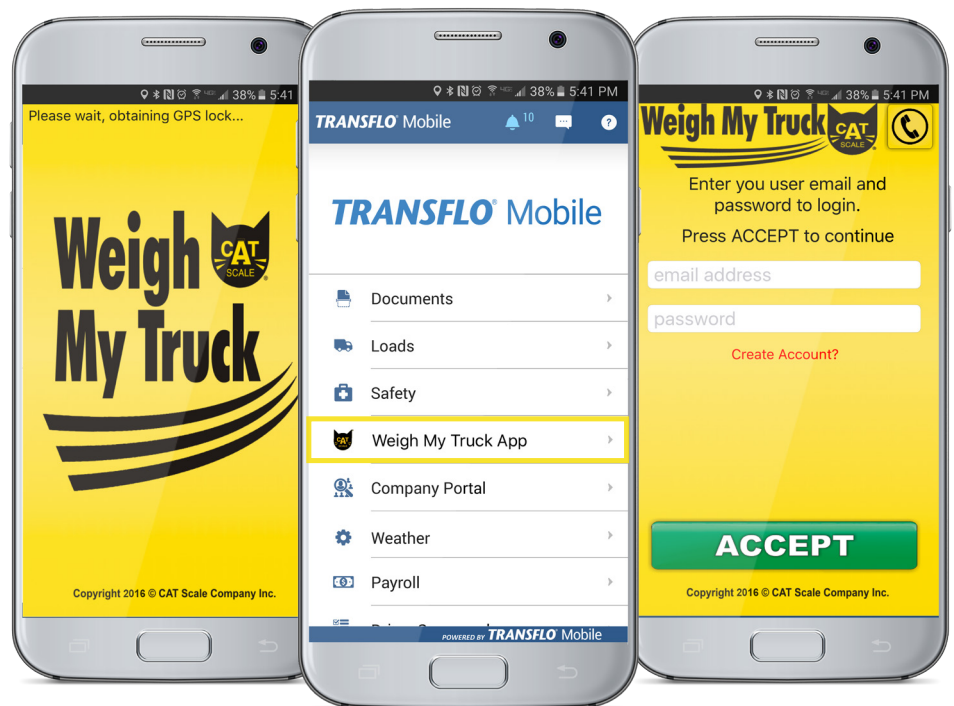 5:41
38%
Please wait, obtaining GPS lock...
Weigh
CAT
SCALE
My Truck
Copyright 2016 © CAT Scale Company Inc.
38% 5:41 PM
TRANSFLO® Mobile
10
?
TRANSFLO® Mobile
Documents
Loads
Safety
CAT
Weigh My Truck App
Company Portal
Weather
Payroll
POWERED BY TRANSFLO® Mobile
38% 5:41 PM
Weigh My Truck
CAT
SCALE
Enter you user email and
password to login.
Press ACCEPT to continue
email address
password
Create Account?
ACCEPT
Copyright 2016 © CAT Scale Company Inc.